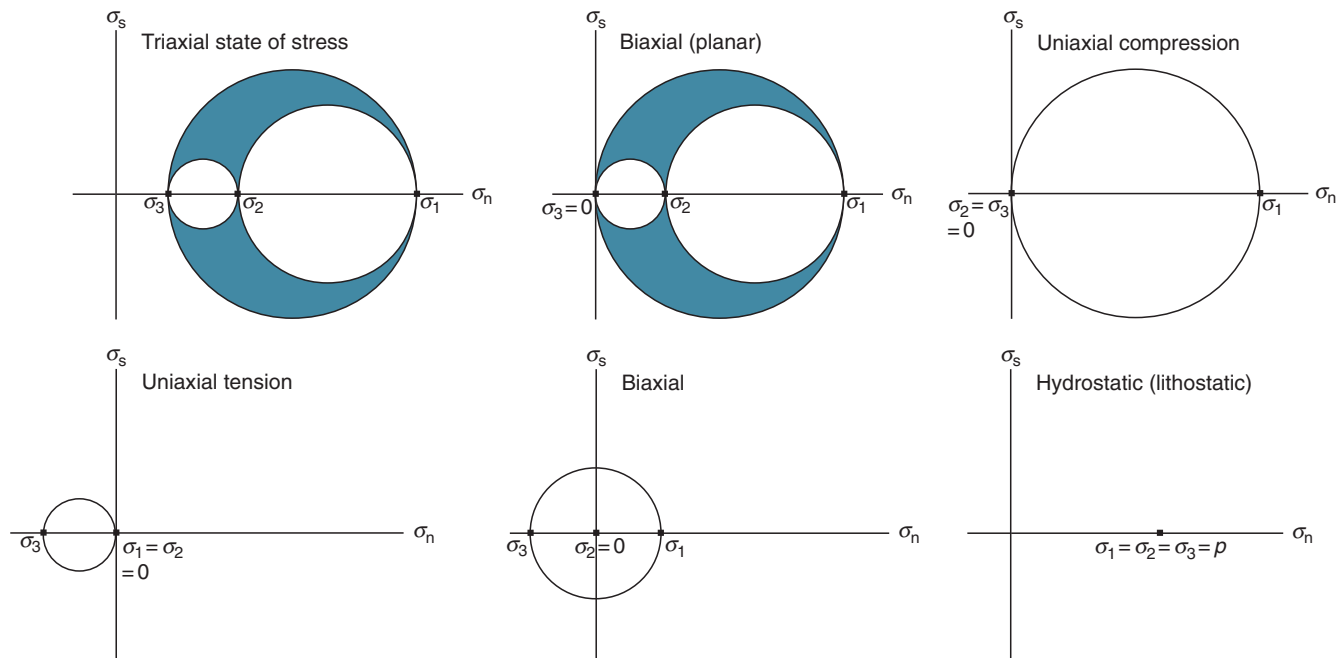 σs
Triaxial state of stress
σ3
σ2
σ1
σn
σs
Biaxial (planar)
σ3 = 0
σ2
σ1
σn
σs
Uniaxial compression
σ2 = σ3
= 0
σ1
σn
σs
Uniaxial tension
σ3
σ1 = σ2
= 0
σn
σs
Biaxial
σ3
σ2 = 0
σ1
σn
σs
Hydrostatic (lithostatic)
σ1 = σ2 = σ3 = p
σn